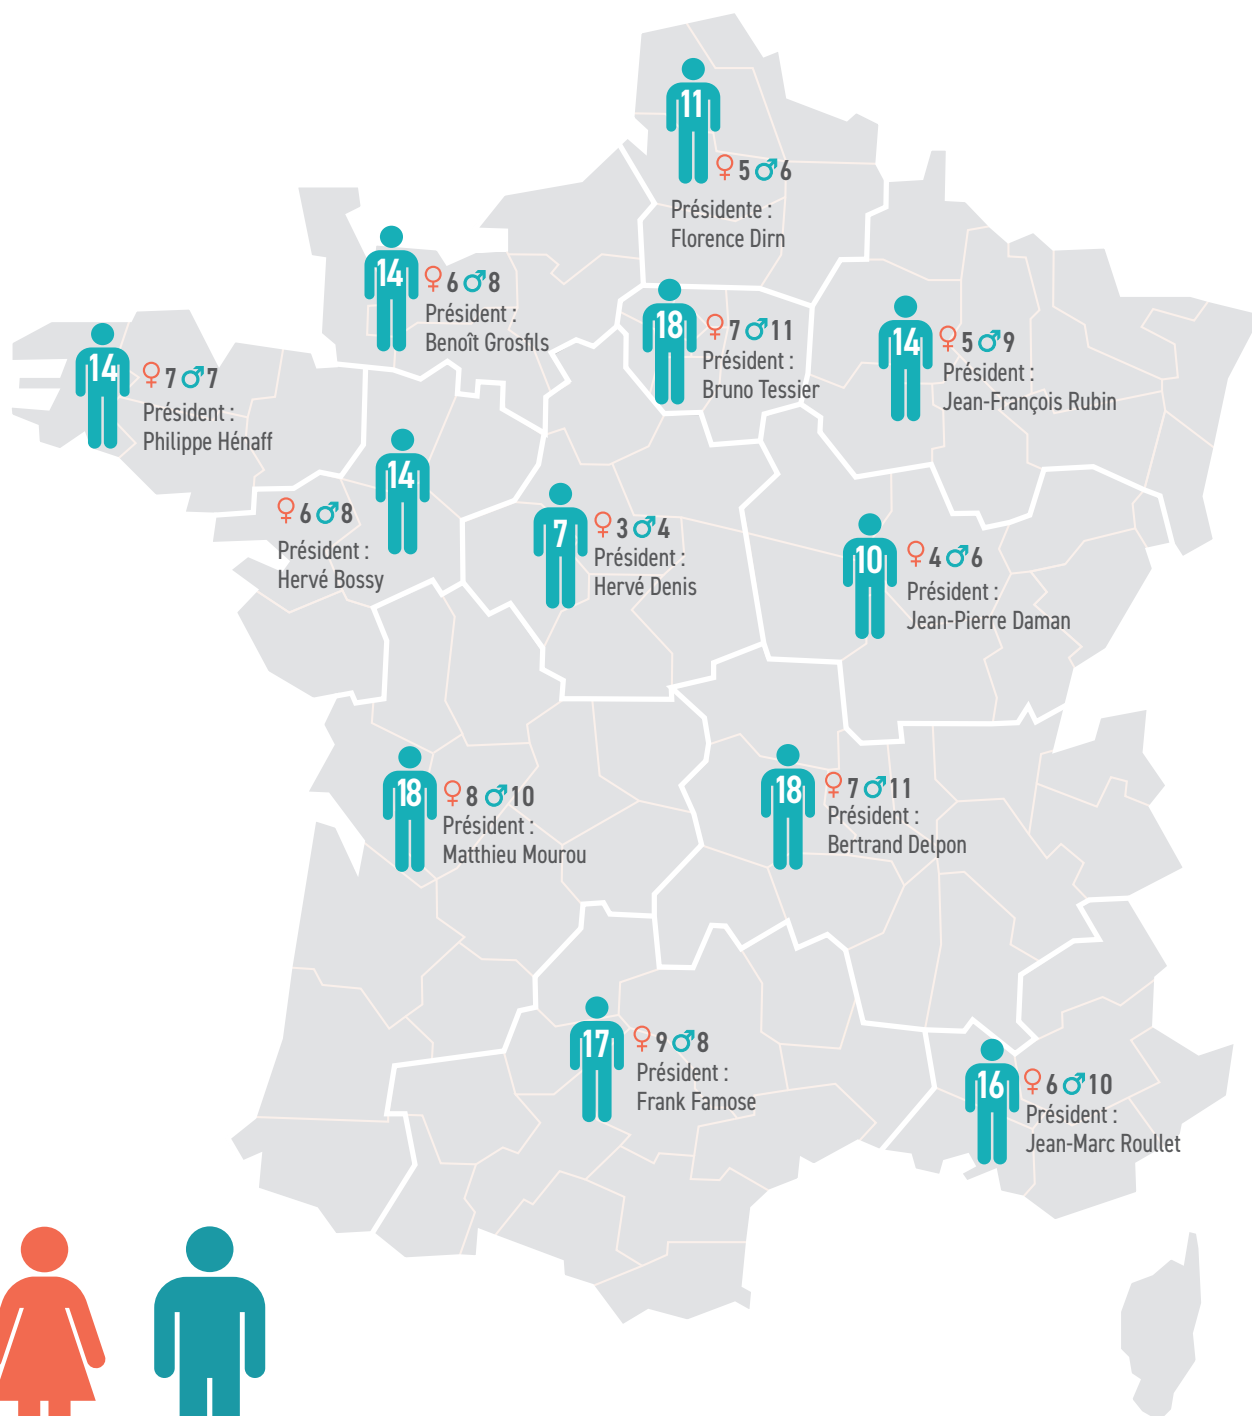 11
♀ 5 ♂ 6
Présidente :
Florence Dirn
14
♀ 6 ♂ 8
Président :
Benoît Grosfils
18
♀ 7 ♂ 11
Président :
Bruno Tessier
14
♀ 5 ♂ 9
Président :
Jean-François Rubin
14
♀ 7 ♂ 7
Président :
Philippe Hénaff
14
♀ 6 ♂ 8
Président :
Hervé Bossy
7
♀ 3 ♂ 4
Président :
Hervé Denis
10
♀ 4 ♂ 6
Président :
Jean-Pierre Daman
18
♀ 8 ♂ 10
Président :
Matthieu Mourou
18
♀ 7 ♂ 11
Président :
Bertrand Delpon
17
♀ 9 ♂ 8
Président :
Frank Famose
16
♀ 6 ♂ 10
Président :
Jean-Marc Roullet